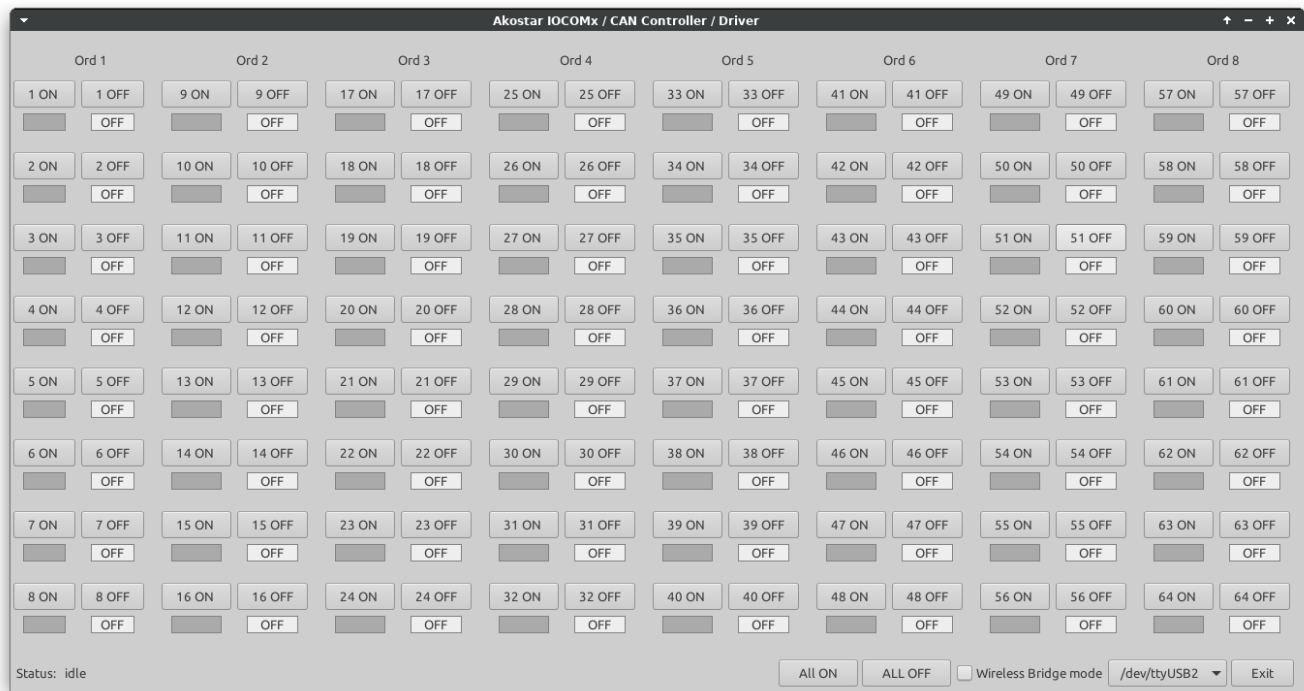 Akostar IOCOMx / CAN Controller / Driver
Ord 1 Ord 2 Ord 3 Ord 4 Ord 5 Ord 6 Ord 7 Ord 8
1 ON 1 OFF 9 ON 9 OFF 17 ON 17 OFF 25 ON 25 OFF 33 ON 33 OFF 41 ON 41 OFF 49 ON 49 OFF 57 ON 57 OFF
OFF OFF OFF OFF OFF OFF OFF OFF
2 ON 2 OFF 10 ON 10 OFF 18 ON 18 OFF 26 ON 26 OFF 34 ON 34 OFF 42 ON 42 OFF 50 ON 50 OFF 58 ON 58 OFF
OFF OFF OFF OFF OFF OFF OFF OFF
3 ON 3 OFF 11 ON 11 OFF 19 ON 19 OFF 27 ON 27 OFF 35 ON 35 OFF 43 ON 43 OFF 51 ON 51 OFF 59 ON 59 OFF
OFF OFF OFF OFF OFF OFF OFF OFF
4 ON 4 OFF 12 ON 12 OFF 20 ON 20 OFF 28 ON 28 OFF 36 ON 36 OFF 44 ON 44 OFF 52 ON 52 OFF 60 ON 60 OFF
OFF OFF OFF OFF OFF OFF OFF OFF
5 ON 5 OFF 13 ON 13 OFF 21 ON 21 OFF 29 ON 29 OFF 37 ON 37 OFF 45 ON 45 OFF 53 ON 53 OFF 61 ON 61 OFF
OFF OFF OFF OFF OFF OFF OFF OFF
6 ON 6 OFF 14 ON 14 OFF 22 ON 22 OFF 30 ON 30 OFF 38 ON 38 OFF 46 ON 46 OFF 54 ON 54 OFF 62 ON 62 OFF
OFF OFF OFF OFF OFF OFF OFF OFF
7 ON 7 OFF 15 ON 15 OFF 23 ON 23 OFF 31 ON 31 OFF 39 ON 39 OFF 47 ON 47 OFF 55 ON 55 OFF 63 ON 63 OFF
OFF OFF OFF OFF OFF OFF OFF OFF
8 ON 8 OFF 16 ON 16 OFF 24 ON 24 OFF 32 ON 32 OFF 40 ON 40 OFF 48 ON 48 OFF 56 ON 56 OFF 64 ON 64 OFF
OFF OFF OFF OFF OFF OFF OFF OFF
Status: idle All ON ALL OFF Wireless Bridge mode /dev/ttyUSB2 Exit